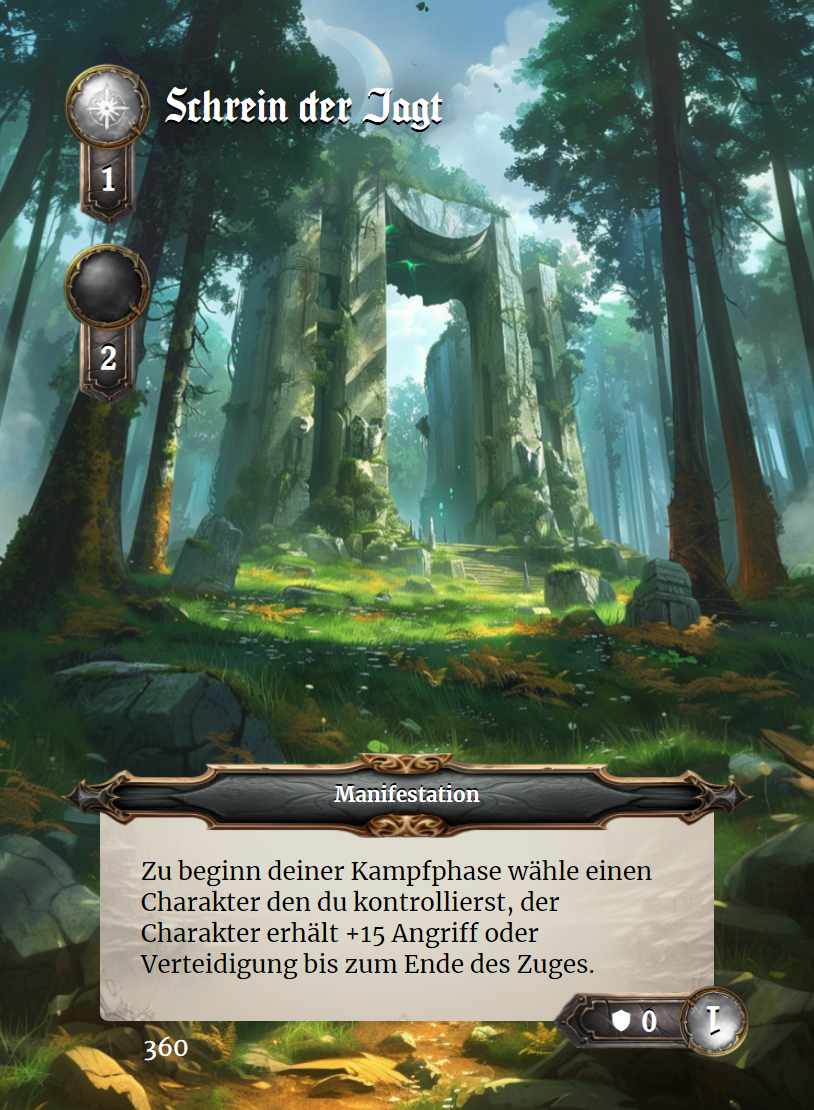 Schrein der Jagt
1
2
Manifestation
Zu beginn deiner Kampfphase wähle einen
Charakter den du kontrollierst, der
Charakter erhält +15 Angriff oder
Verteidigung bis zum Ende des Zuges.
0
360